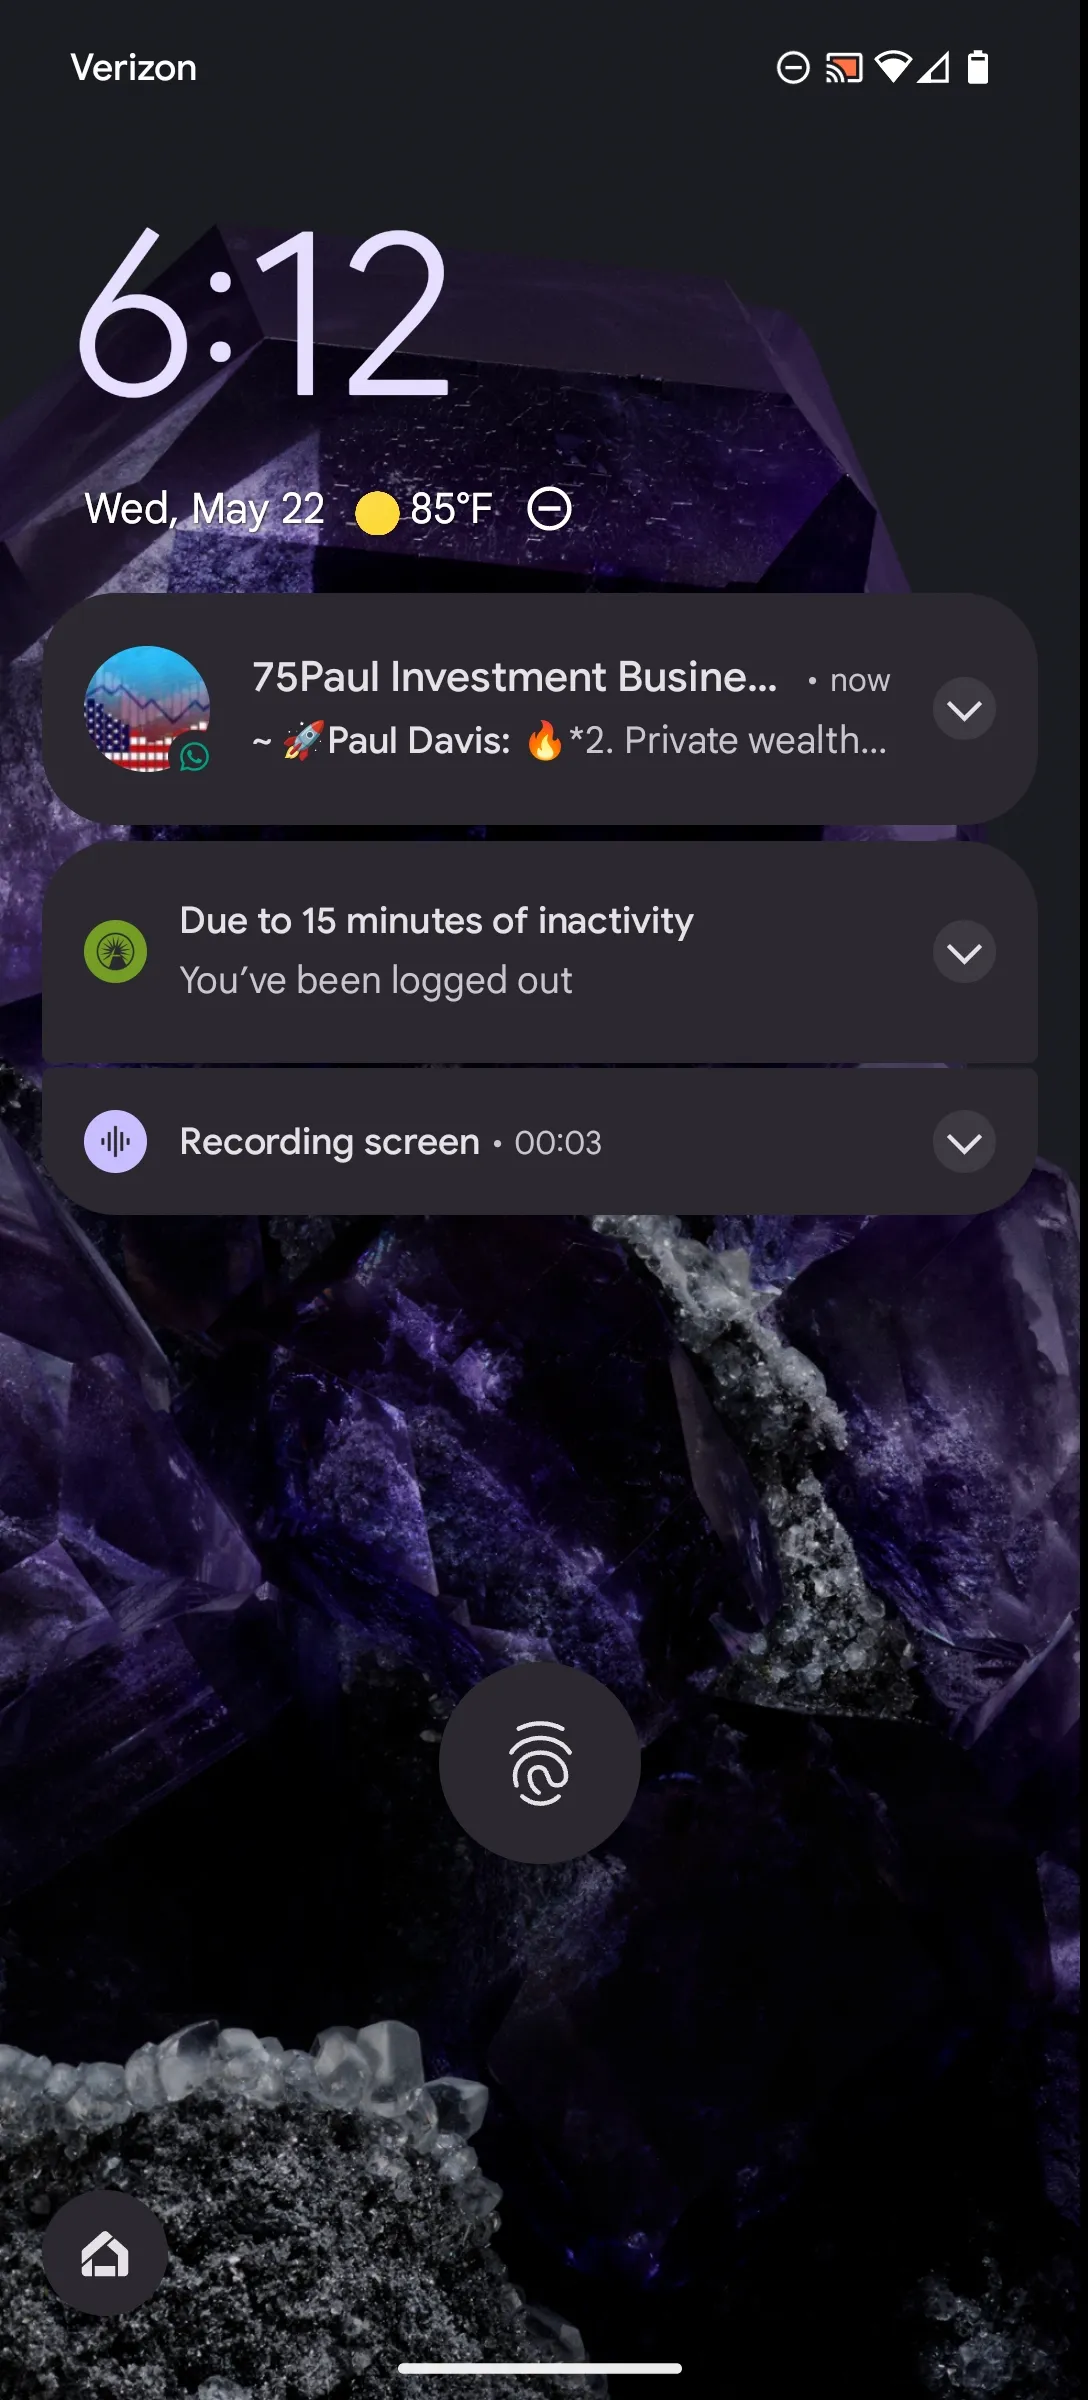 Verizon
6:12
Wed, May 22 85°F
75Paul Investment Busine... • now
~ 🚀Paul Davis: 🔥*2. Private wealth...
Due to 15 minutes of inactivity
You’ve been logged out
Recording screen • 00:03